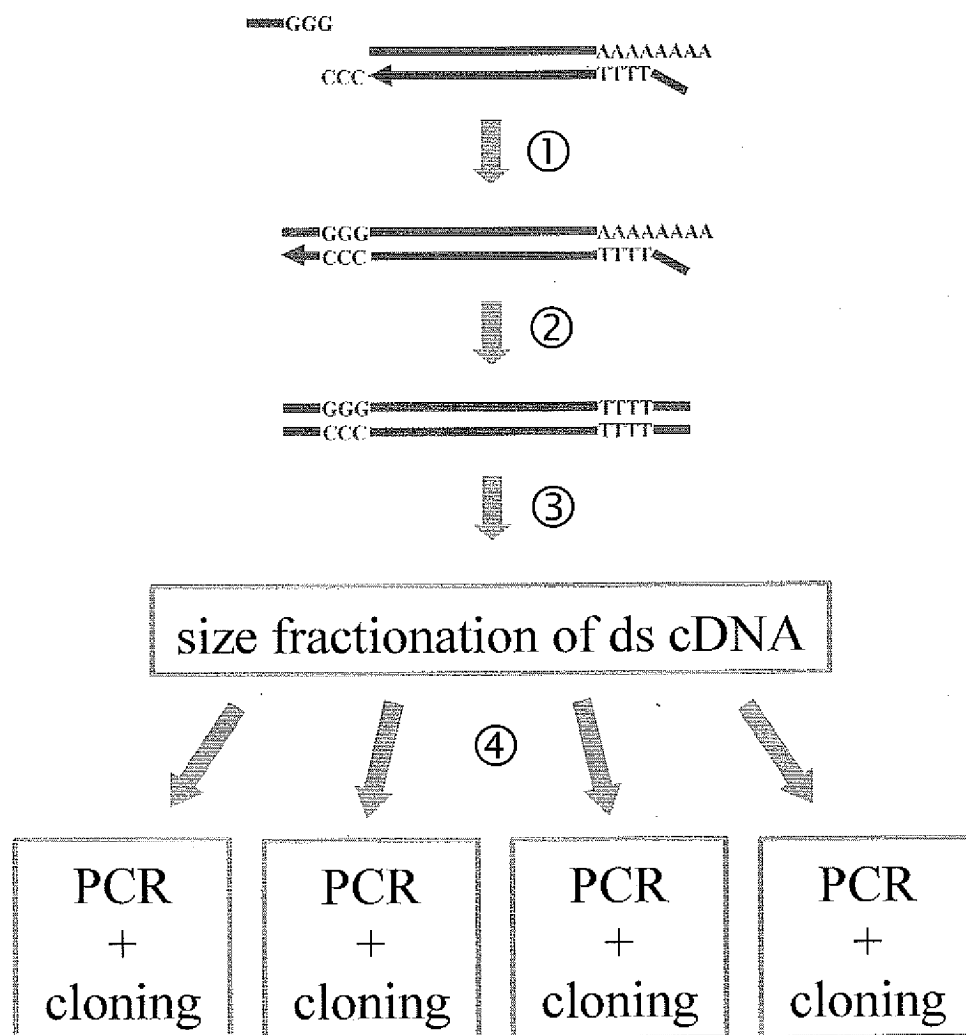 GGG
AAAAAAAA
CCC TTTT
①
GGG AAAAAAAA
CCC TTTT
②
GGG TTTT
CCC TTTT
③
size fractionation of ds cDNA
④
PCR
+
cloning
PCR
+
cloning
PCR
+
cloning
PCR
+
cloning